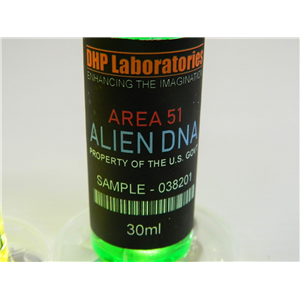 DHP Laboratories
ENHANCING THE IMAGINATION
AREA 51
ALIEN DNA
PROPERTY OF THE U.S. GOV
SAMPLE - 038201
30ml